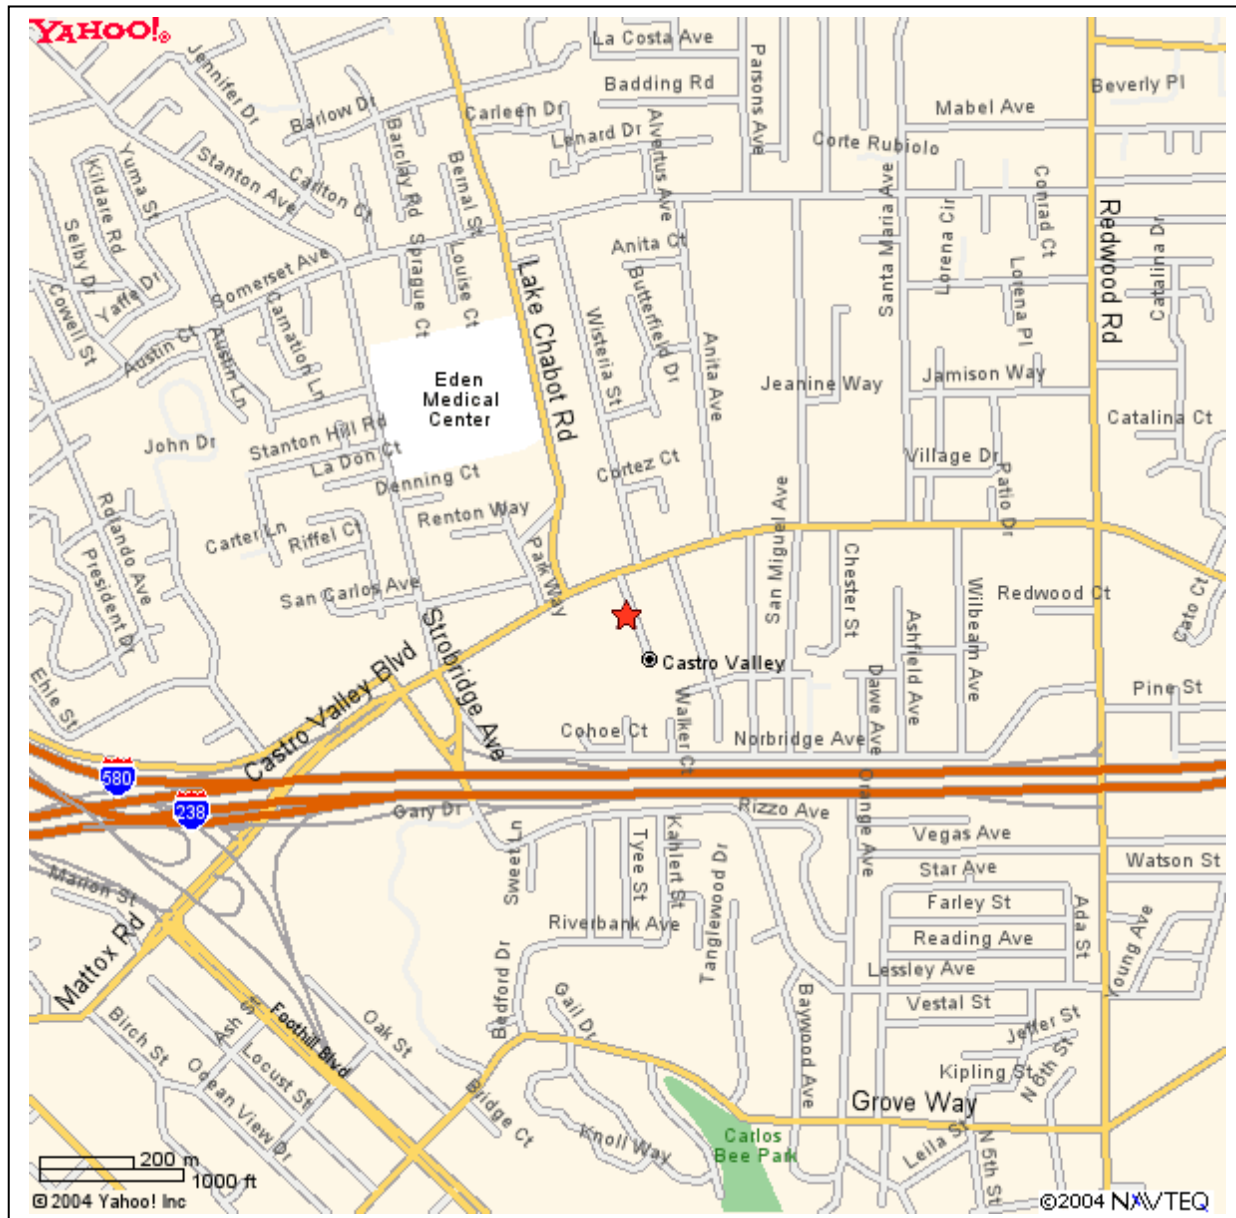 YAHOO!®
La Costa Ave
Badding Rd
Parsons Ave
Beverly Pl
Mabel Ave
Jennifer Dr
Barlow Dr
Carleen Dr
Lenard Dr
Alvertus Ave
Corte Rubiolo
Barclay Rd
Bernal St
Stanton Ave
Carlton Ct
Yuma St
Kildare Rd
Selby Dr
Yaffe Dr
Cowell St
Somerset Ave
Sprague Ct
Louise Ct
Lake Chabot Rd
Anita Ct
Butterfield Dr
Wisteria St
Anita Ave
Santa Maria Ave
Lorena Cir
Conrad Ct
Lorena Pl
Redwood Rd
Catalina Dr
Austin Ct
Austin Ln
Carnation Ln
Eden
Medical
Center
Jeanine Way
Jamison Way
Catalina Ct
John Dr
Stanton Hill Rd
La Don Ct
Denning Ct
Cortez Ct
Village Dr
Patio Dr
San Miguel Ave
Rolando Ave
President Dr
Carter Ln
Riffel Ct
Renton Way
Park Way
San Carlos Ave
Strobridge Ave
Chester St
Ashfield Ave
Wilbeam Ave
Redwood Ct
Cato Ct
Castro Valley
Ehle St
Castro Valley Blvd
Walker Ct
Dawe Ave
Pine St
Cohoe Ct
Norbridge Ave
580
238
Gary Dr
Rizzo Ave
Orange Ave
Vegas Ave
Sweet Ln
Tyee St
Kahlert St
Tanglewood Dr
Watson St
Star Ave
Farley St
Ada St
Marion St
Riverbank Ave
Reading Ave
Young Ave
Mattox Rd
Bedford Dr
Lessley Ave
Gail Dr
Baywood Ave
Vestal St
Birch St
Ash St
Foothill Blvd
Oak St
Jeffer St
Locust St
Ocean View Dr
Bridge Ct
Kipling St
N 6th St
Grove Way
Knoll Way
Carlos
Bee Park
Leila St
N 5th St
200 m
1000 ft
©2004 Yahoo! Inc
©2004 NAVTEQ